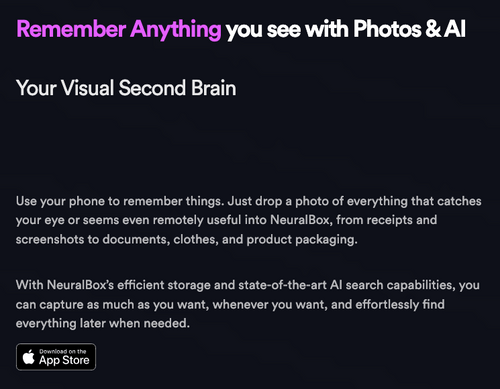 Remember Anything you see with Photos & AI
Your Visual Second Brain
Use your phone to remember things. Just drop a photo of everything that catches
your eye or seems even remotely useful into NeuralBox, from receipts and
screenshots to documents, clothes, and product packaging.
With NeuralBox's efficient storage and state-of-the-art AI search capabilities, you
can capture as much as you want, whenever you want, and effortlessly find
everything later when needed.
Download on the
App Store